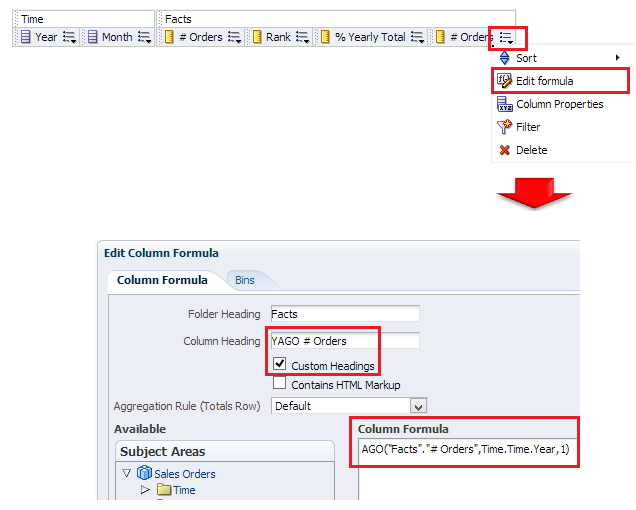 Time Facts
Year Month # Orders Rank % Yearly Total # Orders
Sort
Edit formula
Column Properties
Filter
Delete
Edit Column Formula
Column Formula Bins
Folder Heading Facts
Column Heading YAGO # Orders
Custom Headings
Contains HTML Markup
Aggregation Rule (Totals Row) Default
Available Column Formula
Subject Areas AGO("Facts"."# Orders",Time.Time.Year,1)
Sales Orders
Time